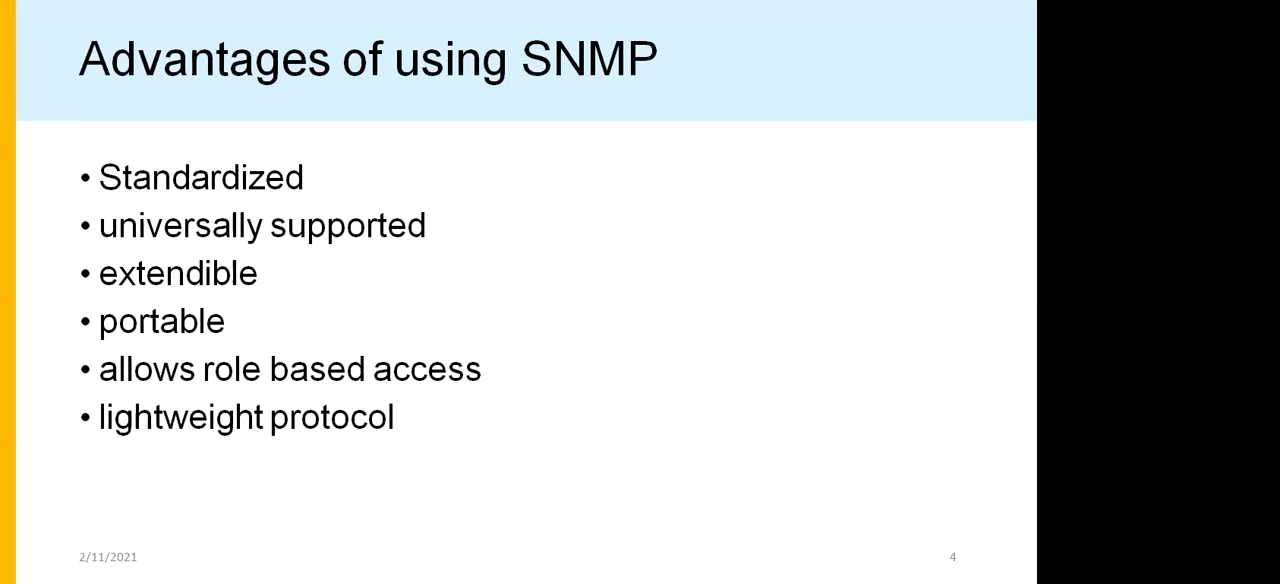 Advantages of using SNMP
• Standardized
• universally supported
• extendible
• portable
• allows role based access
• lightweight protocol
2/11/2021
4